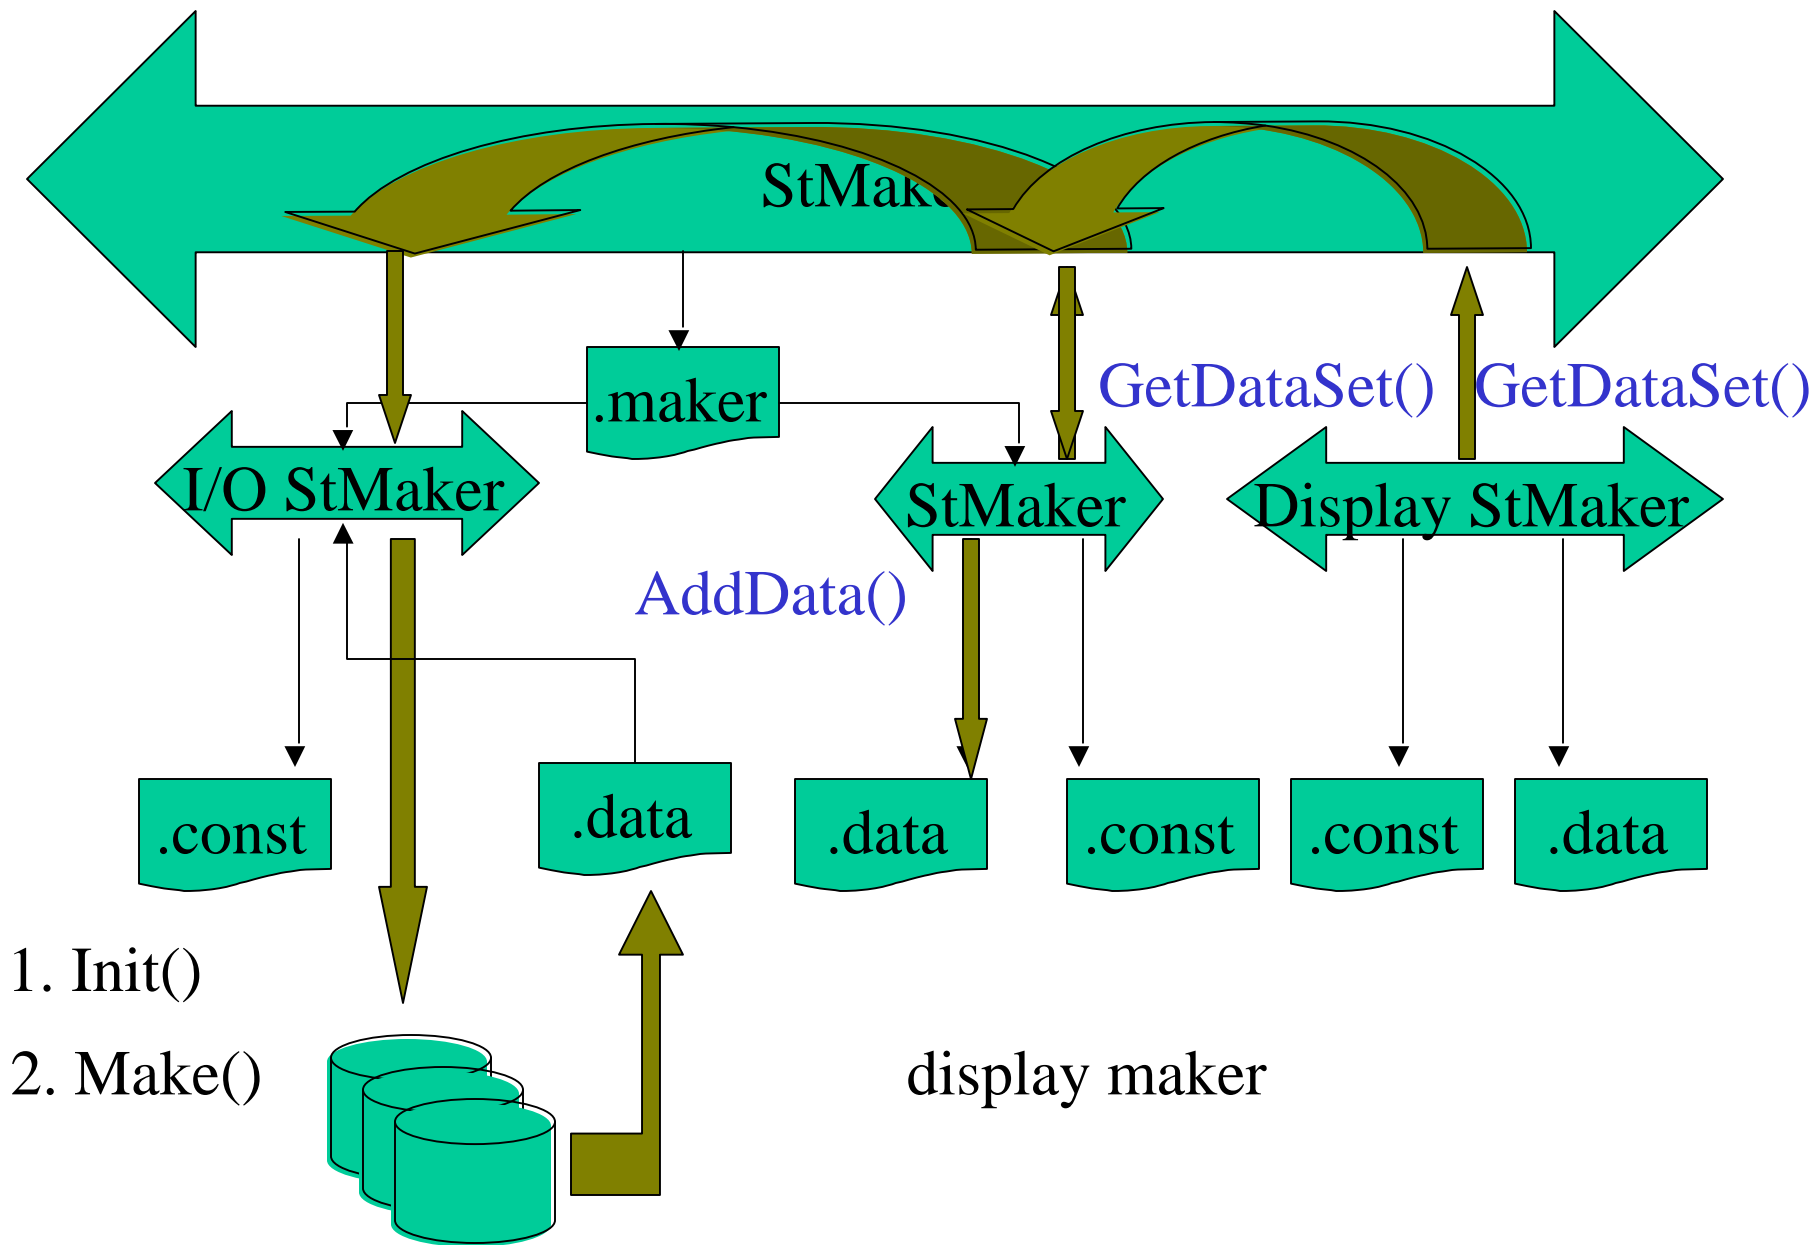 StMake
.maker
GetDataSet()
GetDataSet()
I/O StMaker
StMaker
Display StMaker
AddData()
.const
.data
.data
.const
.const
.data
1. Init()
2. Make()
display maker